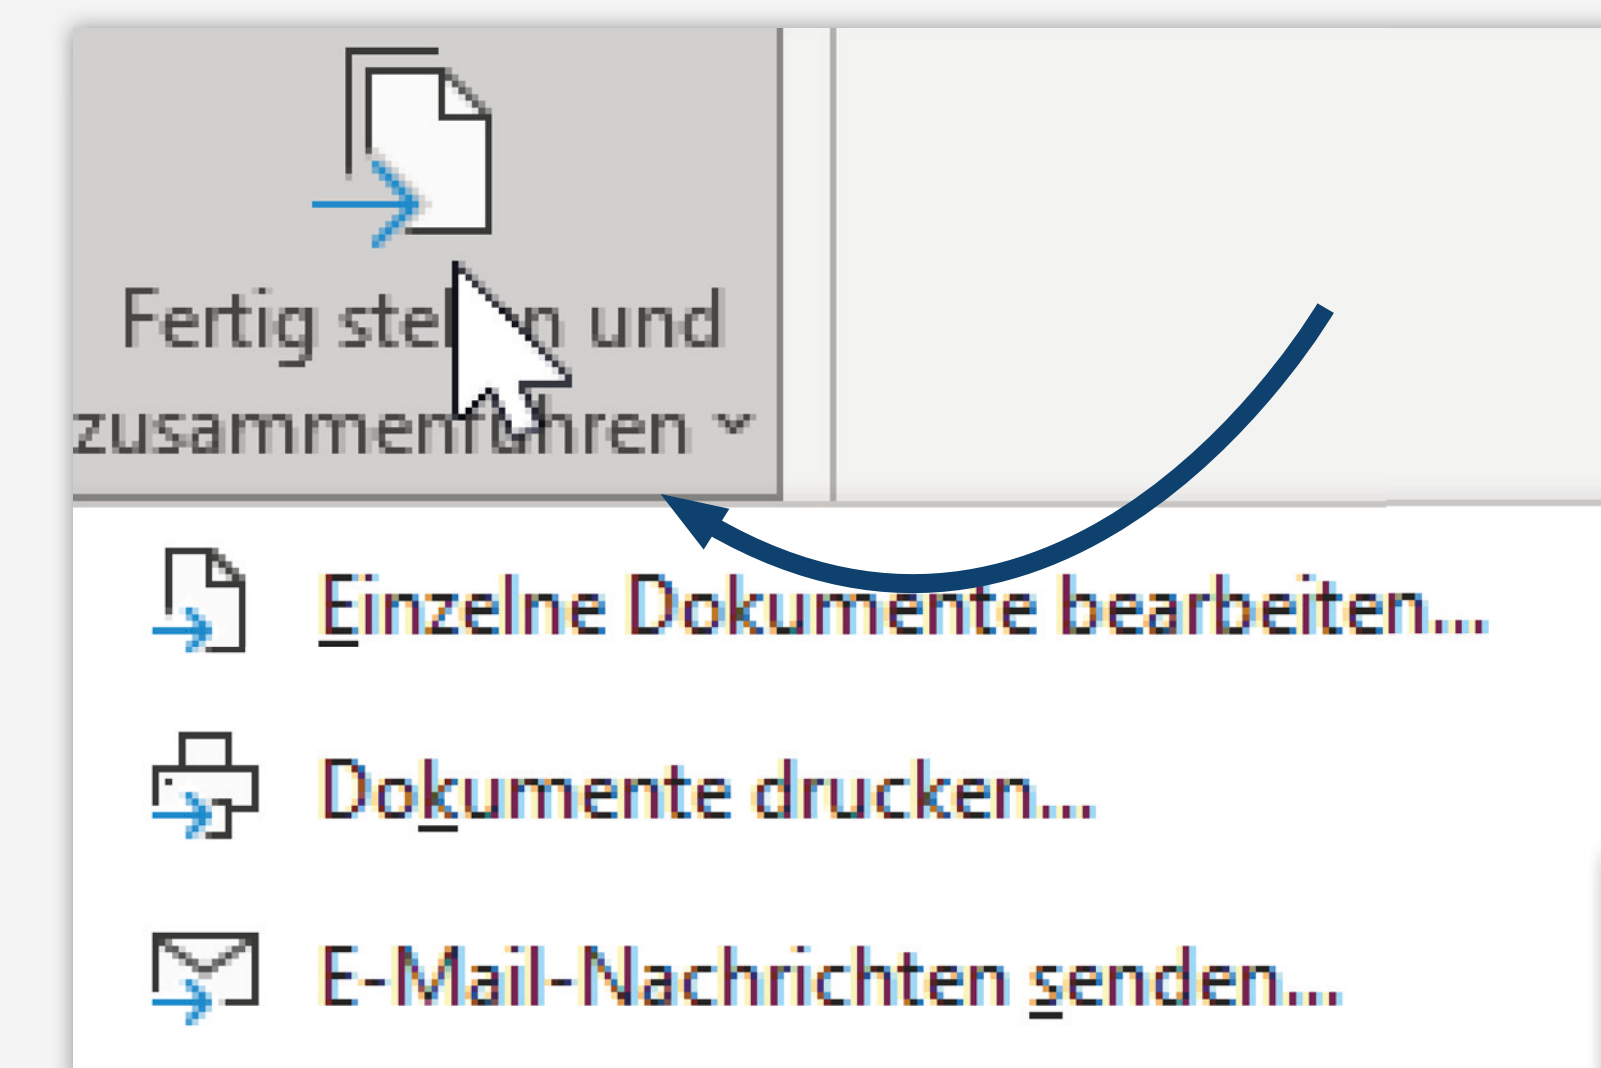 Fertig stellen und
zusammenführen
Einzelne Dokumente bearbeiten...
Dokumente drucken...
E-Mail-Nachrichten senden...